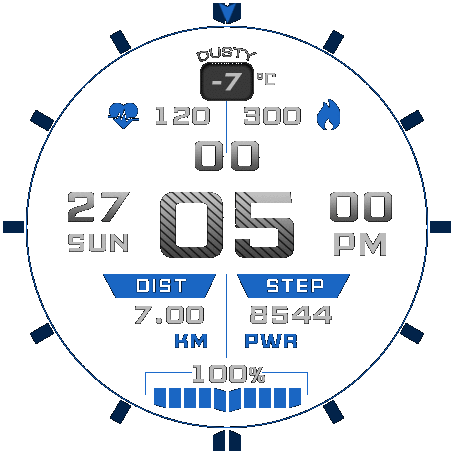 DUSTY
-7 °C
120 300
00
27 05 00
SUN PM
DIST STEP
7.00 8544
KM PWR
100%